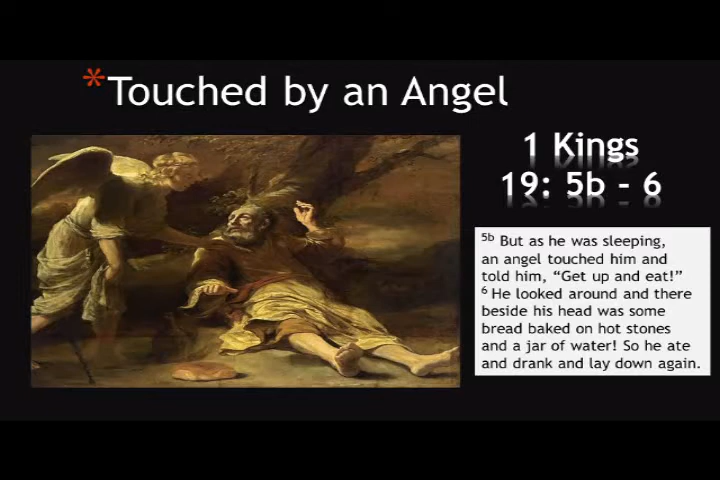 *Touched by an Angel
1 Kings
19: 5b - 6
5b But as he was sleeping,
an angel touched him and
told him, “Get up and eat!”
6 He looked around and there
beside his head was some
bread baked on hot stones
and a jar of water! So he ate
and drank and lay down again.